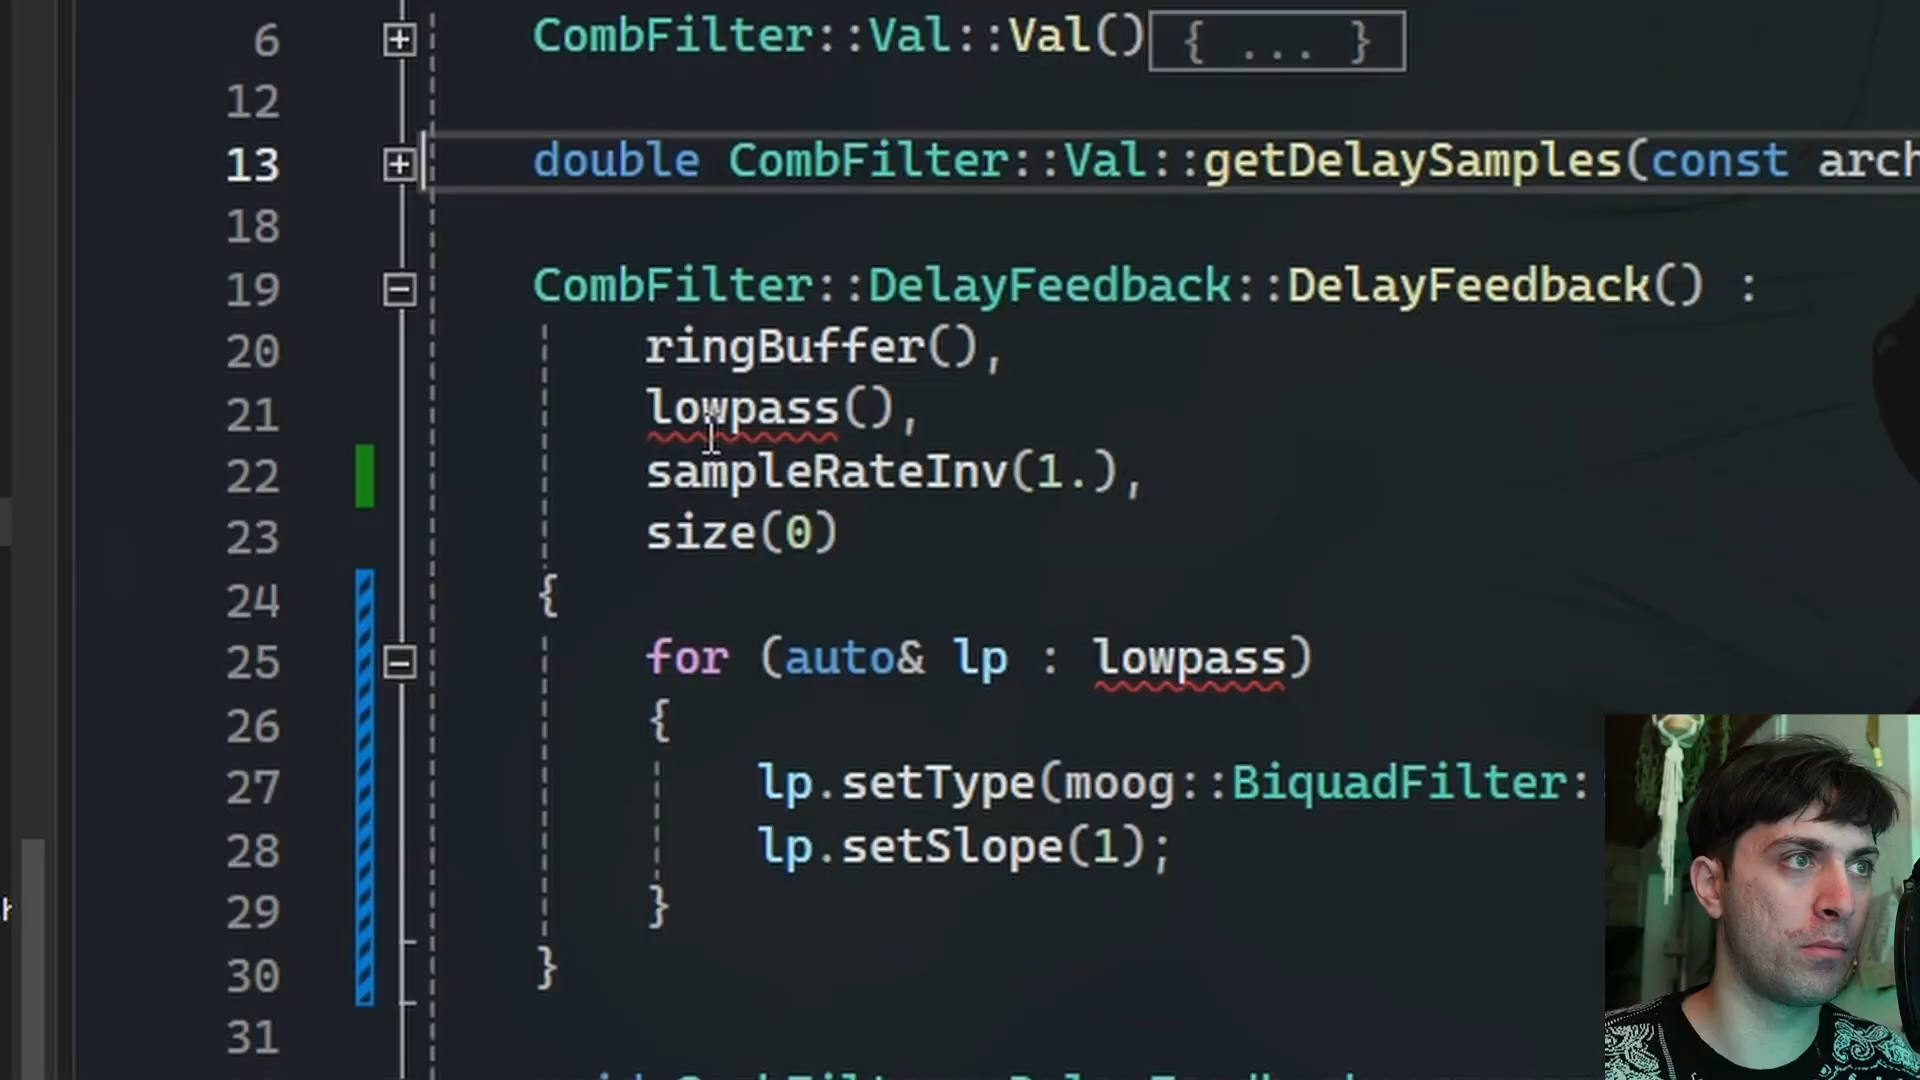 6 CombFilter::Val::Val() { ... }
12
13 double CombFilter::Val::getDelaySamples(const arch
18
19 CombFilter::DelayFeedback::DelayFeedback() :
20 ringBuffer(),
21 lowpass(),
22 sampleRateInv(1.),
23 size(0)
24 {
25 for (auto& lp : lowpass)
26 {
27 lp.setType(moog::BiquadFilter:
28 lp.setSlope(1);
29 }
30 }
31